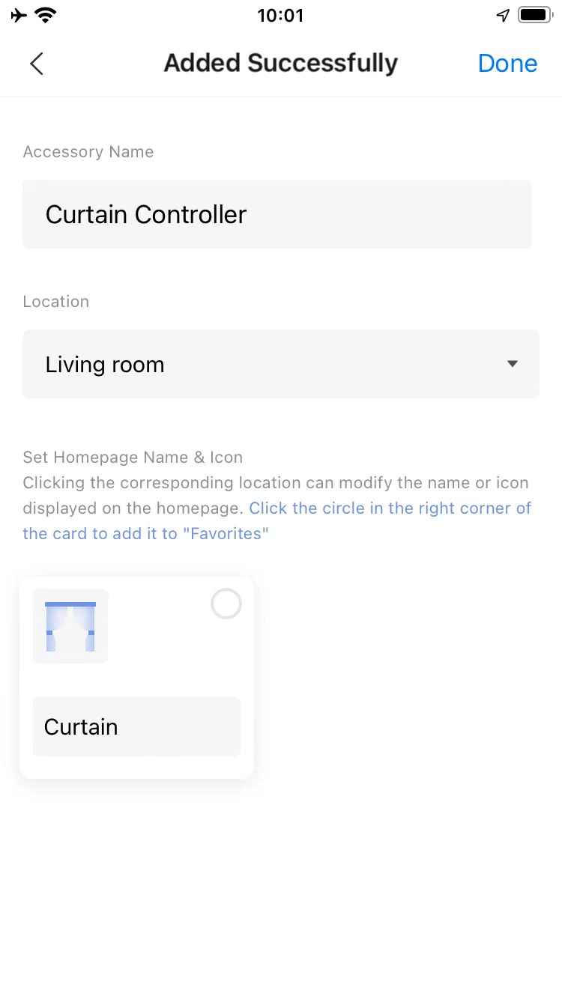 10:01
Added Successfully
Done
Accessory Name
Curtain Controller
Location
Living room
Set Homepage Name & Icon
Clicking the corresponding location can modify the name or icon
displayed on the homepage. Click the circle in the right corner of
the card to add it to "Favorites"
Curtain